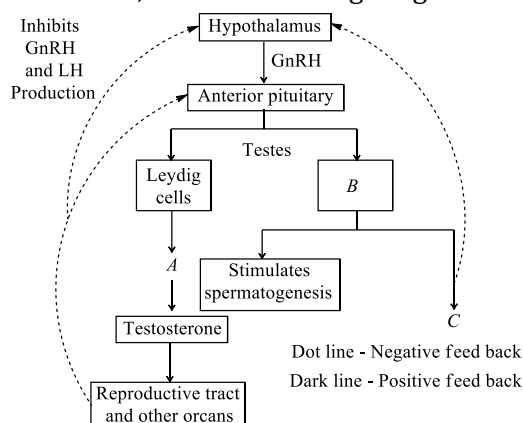 Inhibits
GnRH
and LH
Production
Hypothalamus
GnRH
Anterior pituitary
Testes
Leydig
cells
B
A
Stimulates
spermatogenesis
C
Testosterone
Dot line - Negative feed back
Dark line - Positive feed back
Reproductive tract
and other orcans